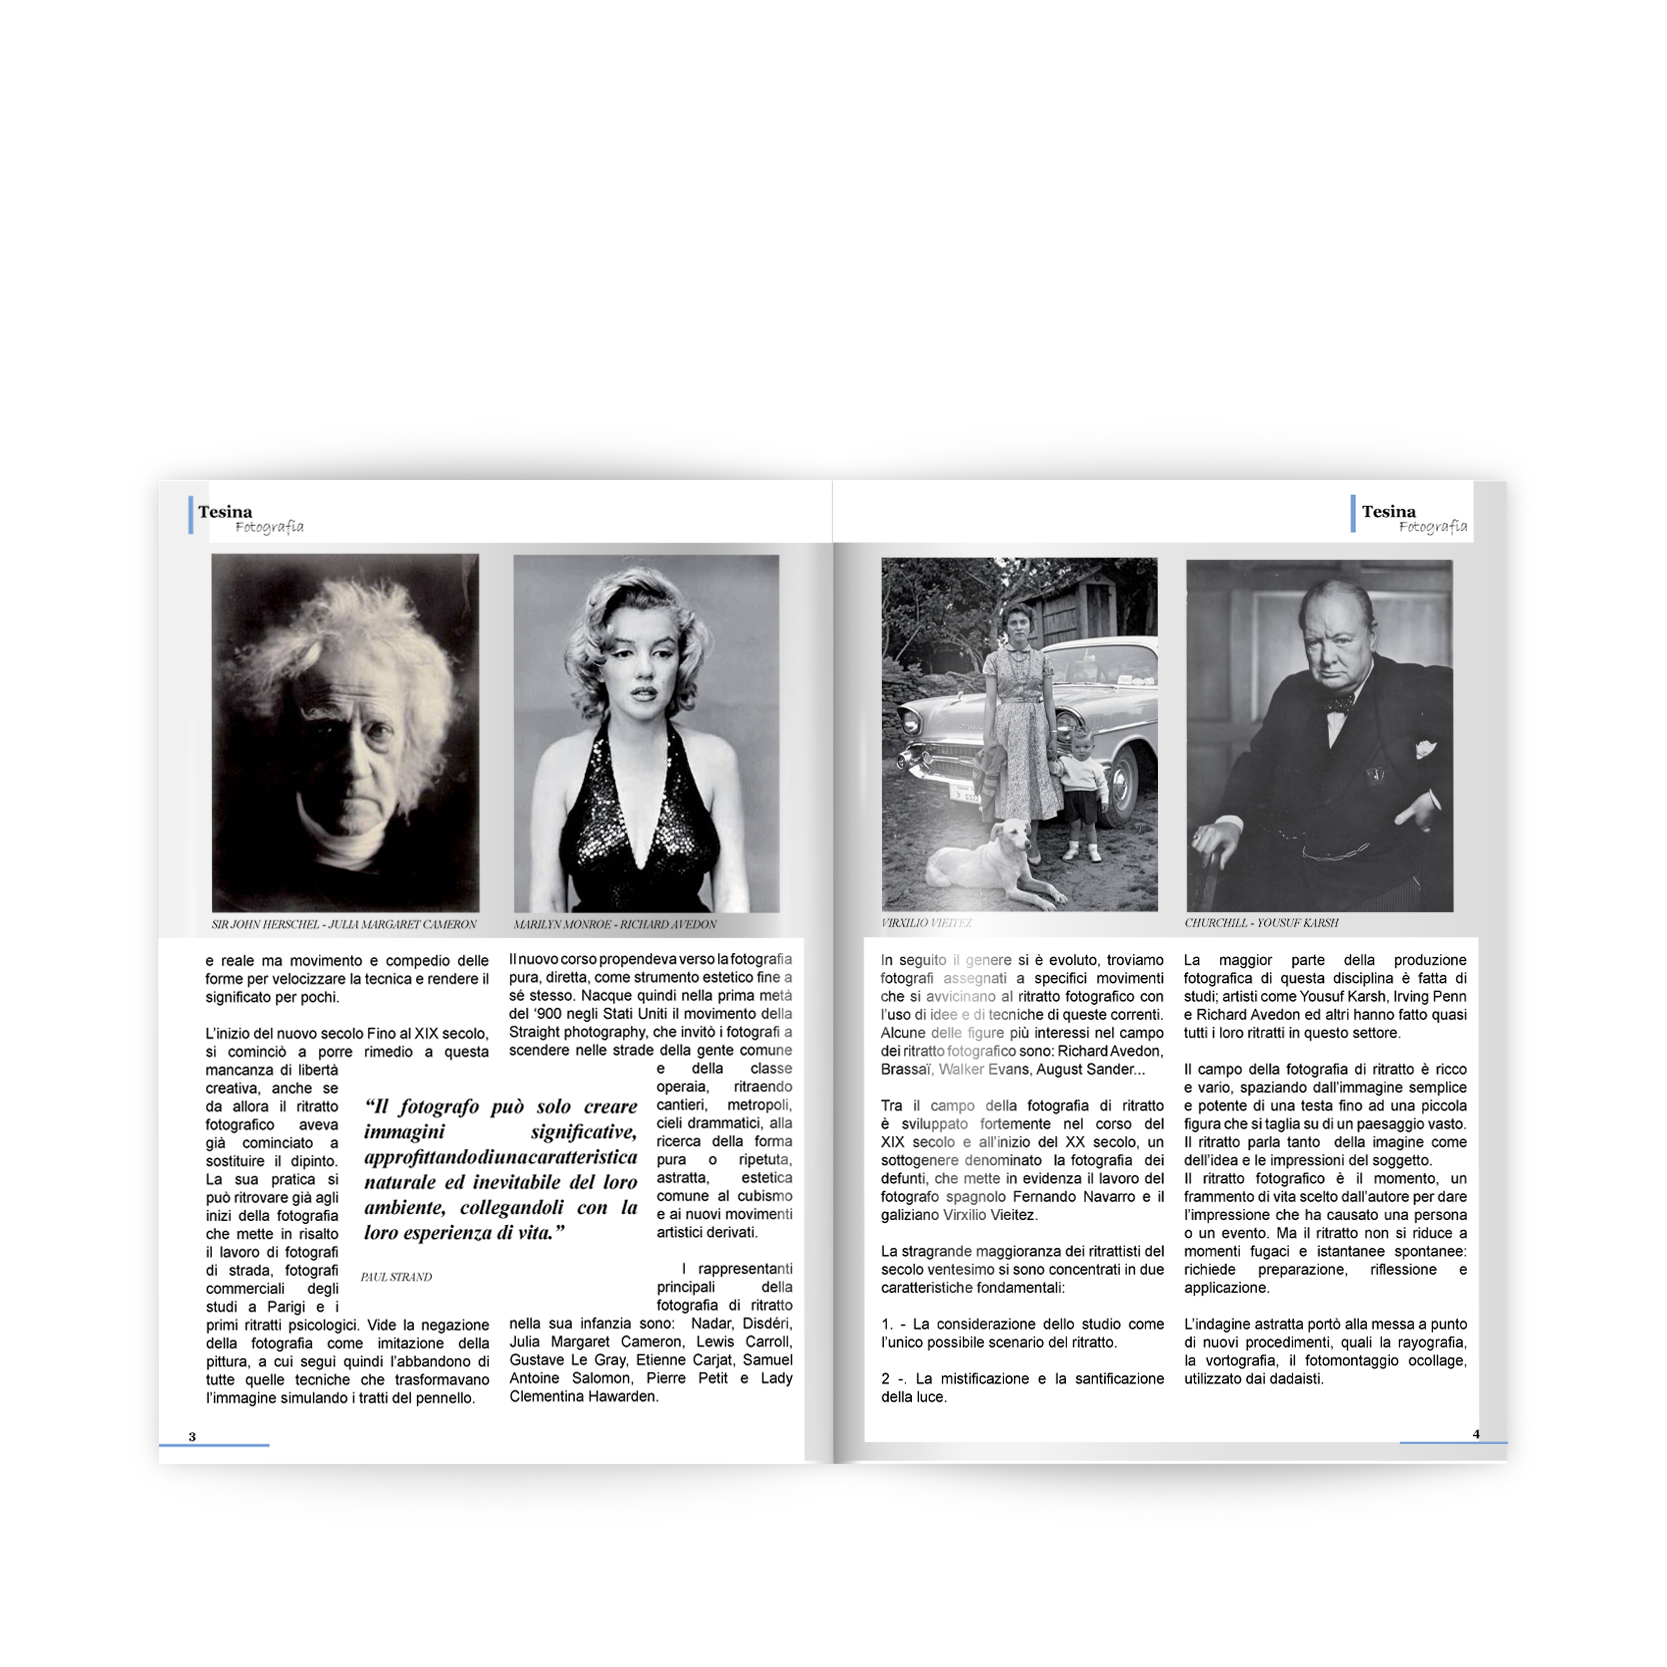 Tesina
Fotografia
SIR JOHN HERSCHEL - JULIA MARGARET CAMERON
MARILYN MONROE - RICHARD AVEDON
e reale ma movimento e compedio delle
forme per velocizzare la tecnica e rendere il
significato per pochi.
L'inizio del nuovo secolo Fino al XIX secolo,
si cominciò a porre rimedio a questa
mancanza di libertà
creativa, anche se
da allora il ritratto
fotografico aveva
già cominciato a
sostituire il dipinto.
La sua pratica si
può ritrovare già agli
inizi della fotografia
che mette in risalto
il lavoro di fotografi
di strada, fotografi
commerciali degli
studi a Parigi e i
primi ritratti psicologici. Vide la negazione
della fotografia come imitazione della
pittura, a cui seguì quindi l'abbandono di
tutte quelle tecniche che trasformavano
l'immagine simulando i tratti del pennello.
“Il fotografo può solo creare
immagini significative,
approfittando di una caratteristica
naturale ed inevitabile del loro
ambiente, collegandoli con la
loro esperienza di vita.”
PAUL STRAND
Il nuovo corso propendeva verso la fotografia
pura, diretta, come strumento estetico fine a
sé stesso. Nacque quindi nella prima metà
del '900 negli Stati Uniti il movimento della
Straight photography, che invitò i fotografi a
scendere nelle strade della gente comune
e della classe
operaia, ritraendo
cantieri, metropoli,
cieli drammatici, alla
ricerca della forma
pura o ripetuta,
astratta, estetica
comune al cubismo
e ai nuovi movimenti
artistici derivati.
I rappresentanti
principali della
fotografia di ritratto
nella sua infanzia sono: Nadar, Disdéri,
Julia Margaret Cameron, Lewis Carroll,
Gustave Le Gray, Etienne Carjat, Samuel
Antoine Salomon, Pierre Petit e Lady
Clementina Hawarden.
3
Tesina
Fotografia
VIRXILIO VIEITEZ
CHURCHILL - YOUSUF KARSH
In seguito il genere si è evoluto, troviamo
fotografi assegnati a specifici movimenti
che si avvicinano al ritratto fotografico con
l'uso di idee e di tecniche di queste correnti.
Alcune delle figure più interessi nel campo
dei ritratto fotografico sono: Richard Avedon,
Brassaï, Walker Evans, August Sander...
Tra il campo della fotografia di ritratto
è sviluppato fortemente nel corso del
XIX secolo e all'inizio del XX secolo, un
sottogenere denominato la fotografia dei
defunti, che mette in evidenza il lavoro del
fotografo spagnolo Fernando Navarro e il
galiziano Virxilio Vieitez.
La stragrande maggioranza dei ritrattisti del
secolo ventesimo si sono concentrati in due
caratteristiche fondamentali:
1. - La considerazione dello studio come
l'unico possibile scenario del ritratto.
2 -. La mistificazione e la santificazione
della luce.
La maggior parte della produzione
fotografica di questa disciplina è fatta di
studi; artisti come Yousuf Karsh, Irving Penn
e Richard Avedon ed altri hanno fatto quasi
tutti i loro ritratti in questo settore.
Il campo della fotografia di ritratto è ricco
e vario, spaziando dall'immagine semplice
e potente di una testa fino ad una piccola
figura che si taglia su di un paesaggio vasto.
Il ritratto parla tanto della imagine come
dell'idea e le impressioni del soggetto.
Il ritratto fotografico è il momento, un
frammento di vita scelto dall'autore per dare
l'impressione che ha causato una persona
o un evento. Ma il ritratto non si riduce a
momenti fugaci e istantanee spontanee:
richiede preparazione, riflessione e
applicazione.
L'indagine astratta portò alla messa a punto
di nuovi procedimenti, quali la rayografia,
la vortografia, il fotomontaggio ocollage,
utilizzato dai dadaisti.
4